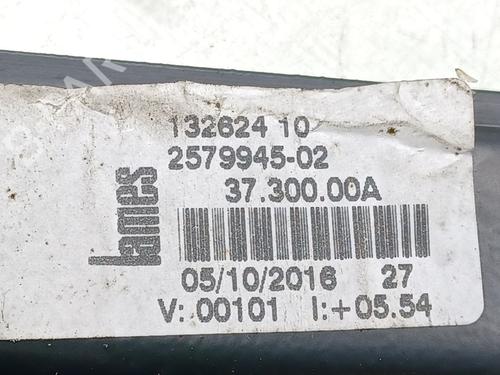 132624 10
2579945-02
37.300.00A
Lames
05/10/2016 27
V: 00101 I:+05.54